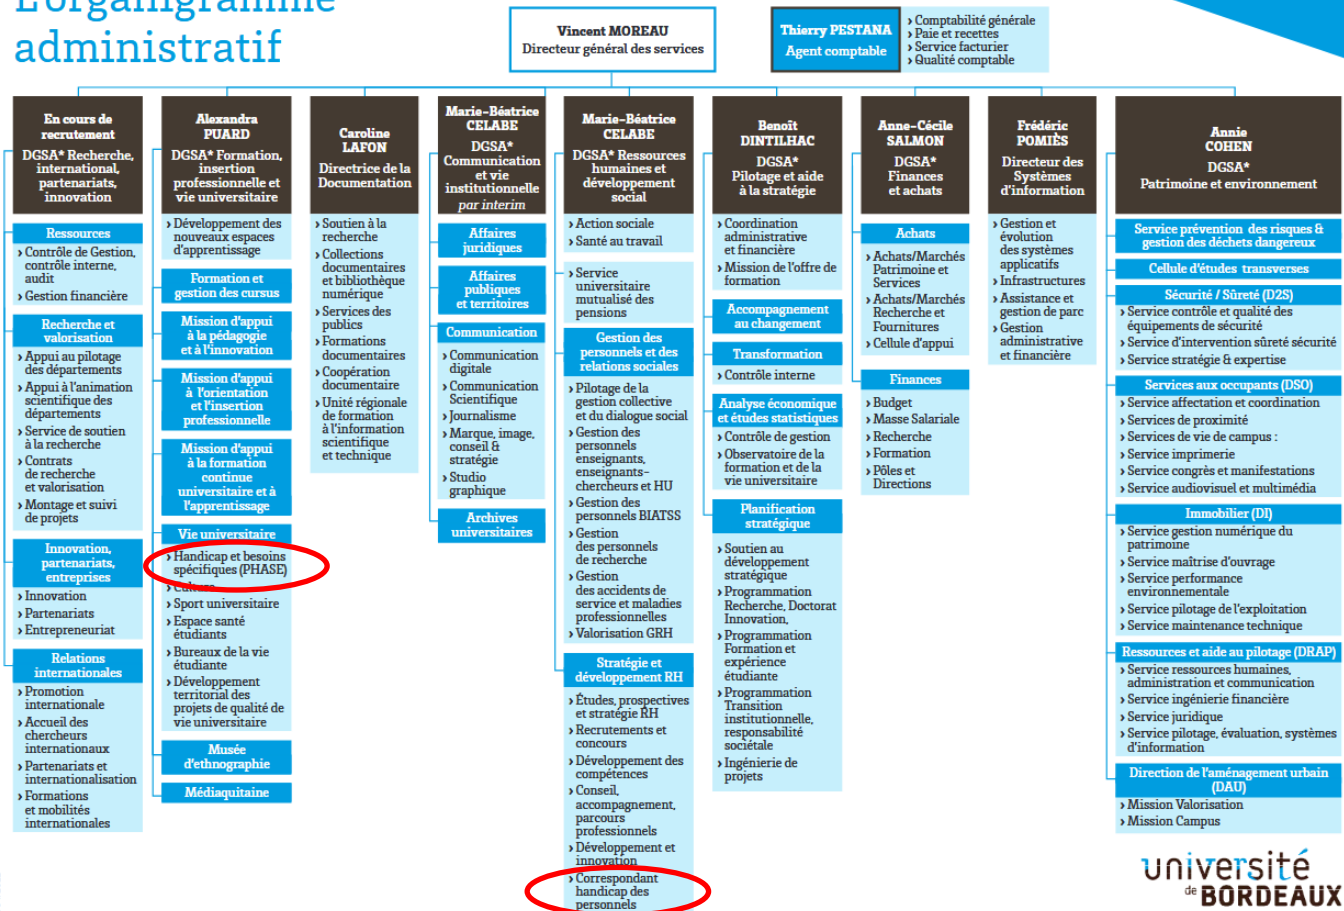 L'organigramme
administratif
Vincent MOREAU
Directeur général des services
Thierry PESTANA
Agent comptable
› Comptabilité générale
› Paie et recettes
› Service facturier
› Qualité comptable
En cours de
recrutement
DGSA* Recherche,
international,
partenariats,
innovation
Ressources
› Contrôle de Gestion,
contrôle interne,
audit
› Gestion financière
Recherche et
valorisation
› Appui au pilotage
des départements
› Appui à l'animation
scientifique des
départements
› Service de soutien
à la recherche
› Contrats
de recherche
et valorisation
› Montage et suivi
de projets
Innovation,
partenariats,
entreprises
› Innovation
› Partenariats
› Entrepreneuriat
Relations
internationales
› Promotion
internationale
› Accueil des
chercheurs
internationaux
› Partenariats et
internationalisation
› Formations
et mobilités
internationales
Alexandra
PUARD
DGSA* Formation,
insertion
professionnelle et
vie universitaire
› Développement des
nouveaux espaces
d'apprentissage
Formation et
gestion des cursus
Mission d'appui
à la pédagogie
et à l'innovation
Mission d'appui
à l'orientation
et l'insertion
professionnelle
Mission d'appui
à la formation
continue
universitaire et à
l'apprentissage
Vie universitaire
› Handicap et besoins
spécifiques (PHASE)
› Culture
› Sport universitaire
› Espace santé
étudiants
› Bureaux de la vie
étudiante
› Développement
territorial des
projets de qualité de
vie universitaire
Musée
d'ethnographie
Médiaquitaine
Caroline
LAFON
Directrice de la
Documentation
› Soutien à la
recherche
› Collections
documentaires
et bibliothèque
numérique
› Services des
publics
› Formations
documentaires
› Coopération
documentaire
› Unité régionale
de formation
à l'information
scientifique
et technique
Marie-Béatrice
CELABE
DGSA*
Communication
et vie
institutionnelle
par interim
Affaires
juridiques
Affaires
publiques
et territoires
Communication
› Communication
digitale
› Communication
Scientifique
› Journalisme
› Marque, image,
conseil &
stratégie
› Studio
graphique
Archives
universitaires
Marie-Béatrice
CELABE
DGSA* Ressources
humaines et
développement
social
› Action sociale
› Santé au travail
› Service
universitaire
mutualisé des
pensions
Gestion des
personnels et des
relations sociales
› Pilotage de la
gestion collective
et du dialogue social
› Gestion des
personnels
enseignants,
enseignants-
chercheurs et HU
› Gestion des
personnels BIATSS
› Gestion
des personnels
de recherche
› Gestion
des accidents de
service et maladies
professionnelles
› Valorisation GRH
Stratégie et
développement RH
› Études, prospectives
et stratégie RH
› Recrutements et
concours
› Développement des
compétences
› Conseil,
accompagnement,
parcours
professionnels
› Développement et
innovation
› Correspondant
handicap des
personnels
Benoît
DINTILHAC
DGSA*
Pilotage et aide
à la stratégie
› Coordination
administrative
et financière
› Mission de l'offre de
formation
Accompagnement
au changement
Transformation
› Contrôle interne
Analyse économique
et études statistiques
› Contrôle de gestion
› Observatoire de la
formation et de la
vie universitaire
Planification
stratégique
› Soutien au
développement
stratégique
› Programmation
Recherche, Doctorat
Innovation,
› Programmation
Formation et
expérience
étudiante
› Programmation
Transition
institutionnelle,
responsabilité
sociétale
› Ingénierie de
projets
Anne-Cécile
SALMON
DGSA*
Finances
et achats
Achats
› Achats/Marchés
Patrimoine et
Services
› Achats/Marchés
Recherche et
Fournitures
› Cellule d'appui
Finances
› Budget
› Masse Salariale
› Recherche
› Formation
› Pôles et
Directions
Frédéric
POMIÈS
Directeur des
Systèmes
d'information
› Gestion et
évolution
des systèmes
applicatifs
› Infrastructures
› Assistance et
gestion de parc
› Gestion
administrative
et financière
Annie
COHEN
DGSA*
Patrimoine et environnement
Service prévention des risques &
gestion des déchets dangereux
Cellule d'études transverses
Sécurité / Sûreté (D2S)
› Service contrôle et qualité des
équipements de sécurité
› Service d'intervention sûreté sécurité
› Service stratégie & expertise
Services aux occupants (DSO)
› Service affectation et coordination
› Services de proximité
› Services de vie de campus :
› Service imprimerie
› Service congrès et manifestations
› Service audiovisuel et multimédia
Immobilier (DI)
› Service gestion numérique du
patrimoine
› Service maîtrise d'ouvrage
› Service performance
environnementale
› Service pilotage de l'exploitation
› Service maintenance technique
Ressources et aide au pilotage (DRAP)
› Service ressources humaines,
administration et communication
› Service ingénierie financière
› Service juridique
› Service pilotage, évaluation, systèmes
d'information
Direction de l'aménagement urbain
(DAU)
› Mission Valorisation
› Mission Campus
université
de BORDEAUX